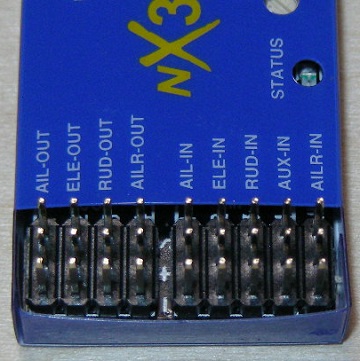 NX3
STATUS
AIL-OUT
ELE-OUT
RUD-OUT
AILR-OUT
AIL-IN
ELE-IN
RUD-IN
AUX-IN
AILR-IN